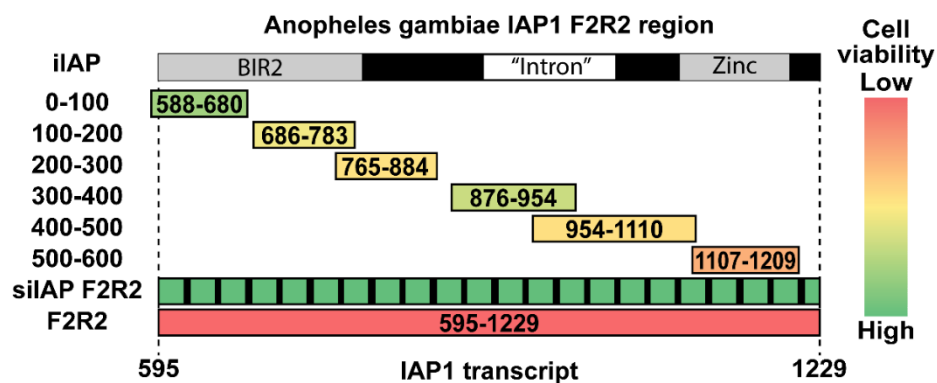 Anopheles gambiae IAP1 F2R2 region
Cell
viability
Low
iIAP BIR2 “Intron” Zinc
0-100 588-680
100-200 686-783
200-300 765-884
300-400 876-954
400-500 954-1110
500-600 1107-1209
siIAP F2R2
F2R2 595-1229
High
595 IAP1 transcript 1229